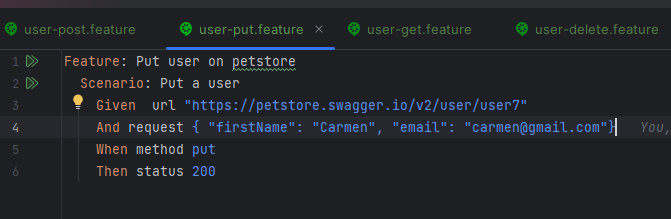 user-post.feature user-put.feature user-get.feature user-delete.feature
1 Feature: Put user on petstore
2 Scenario: Put a user
3 Given  url "https://petstore.swagger.io/v2/user/user7"
4 And request { "firstName": "Carmen", "email": "carmen@gmail.com"} You,
5 When method put
6 Then status 200